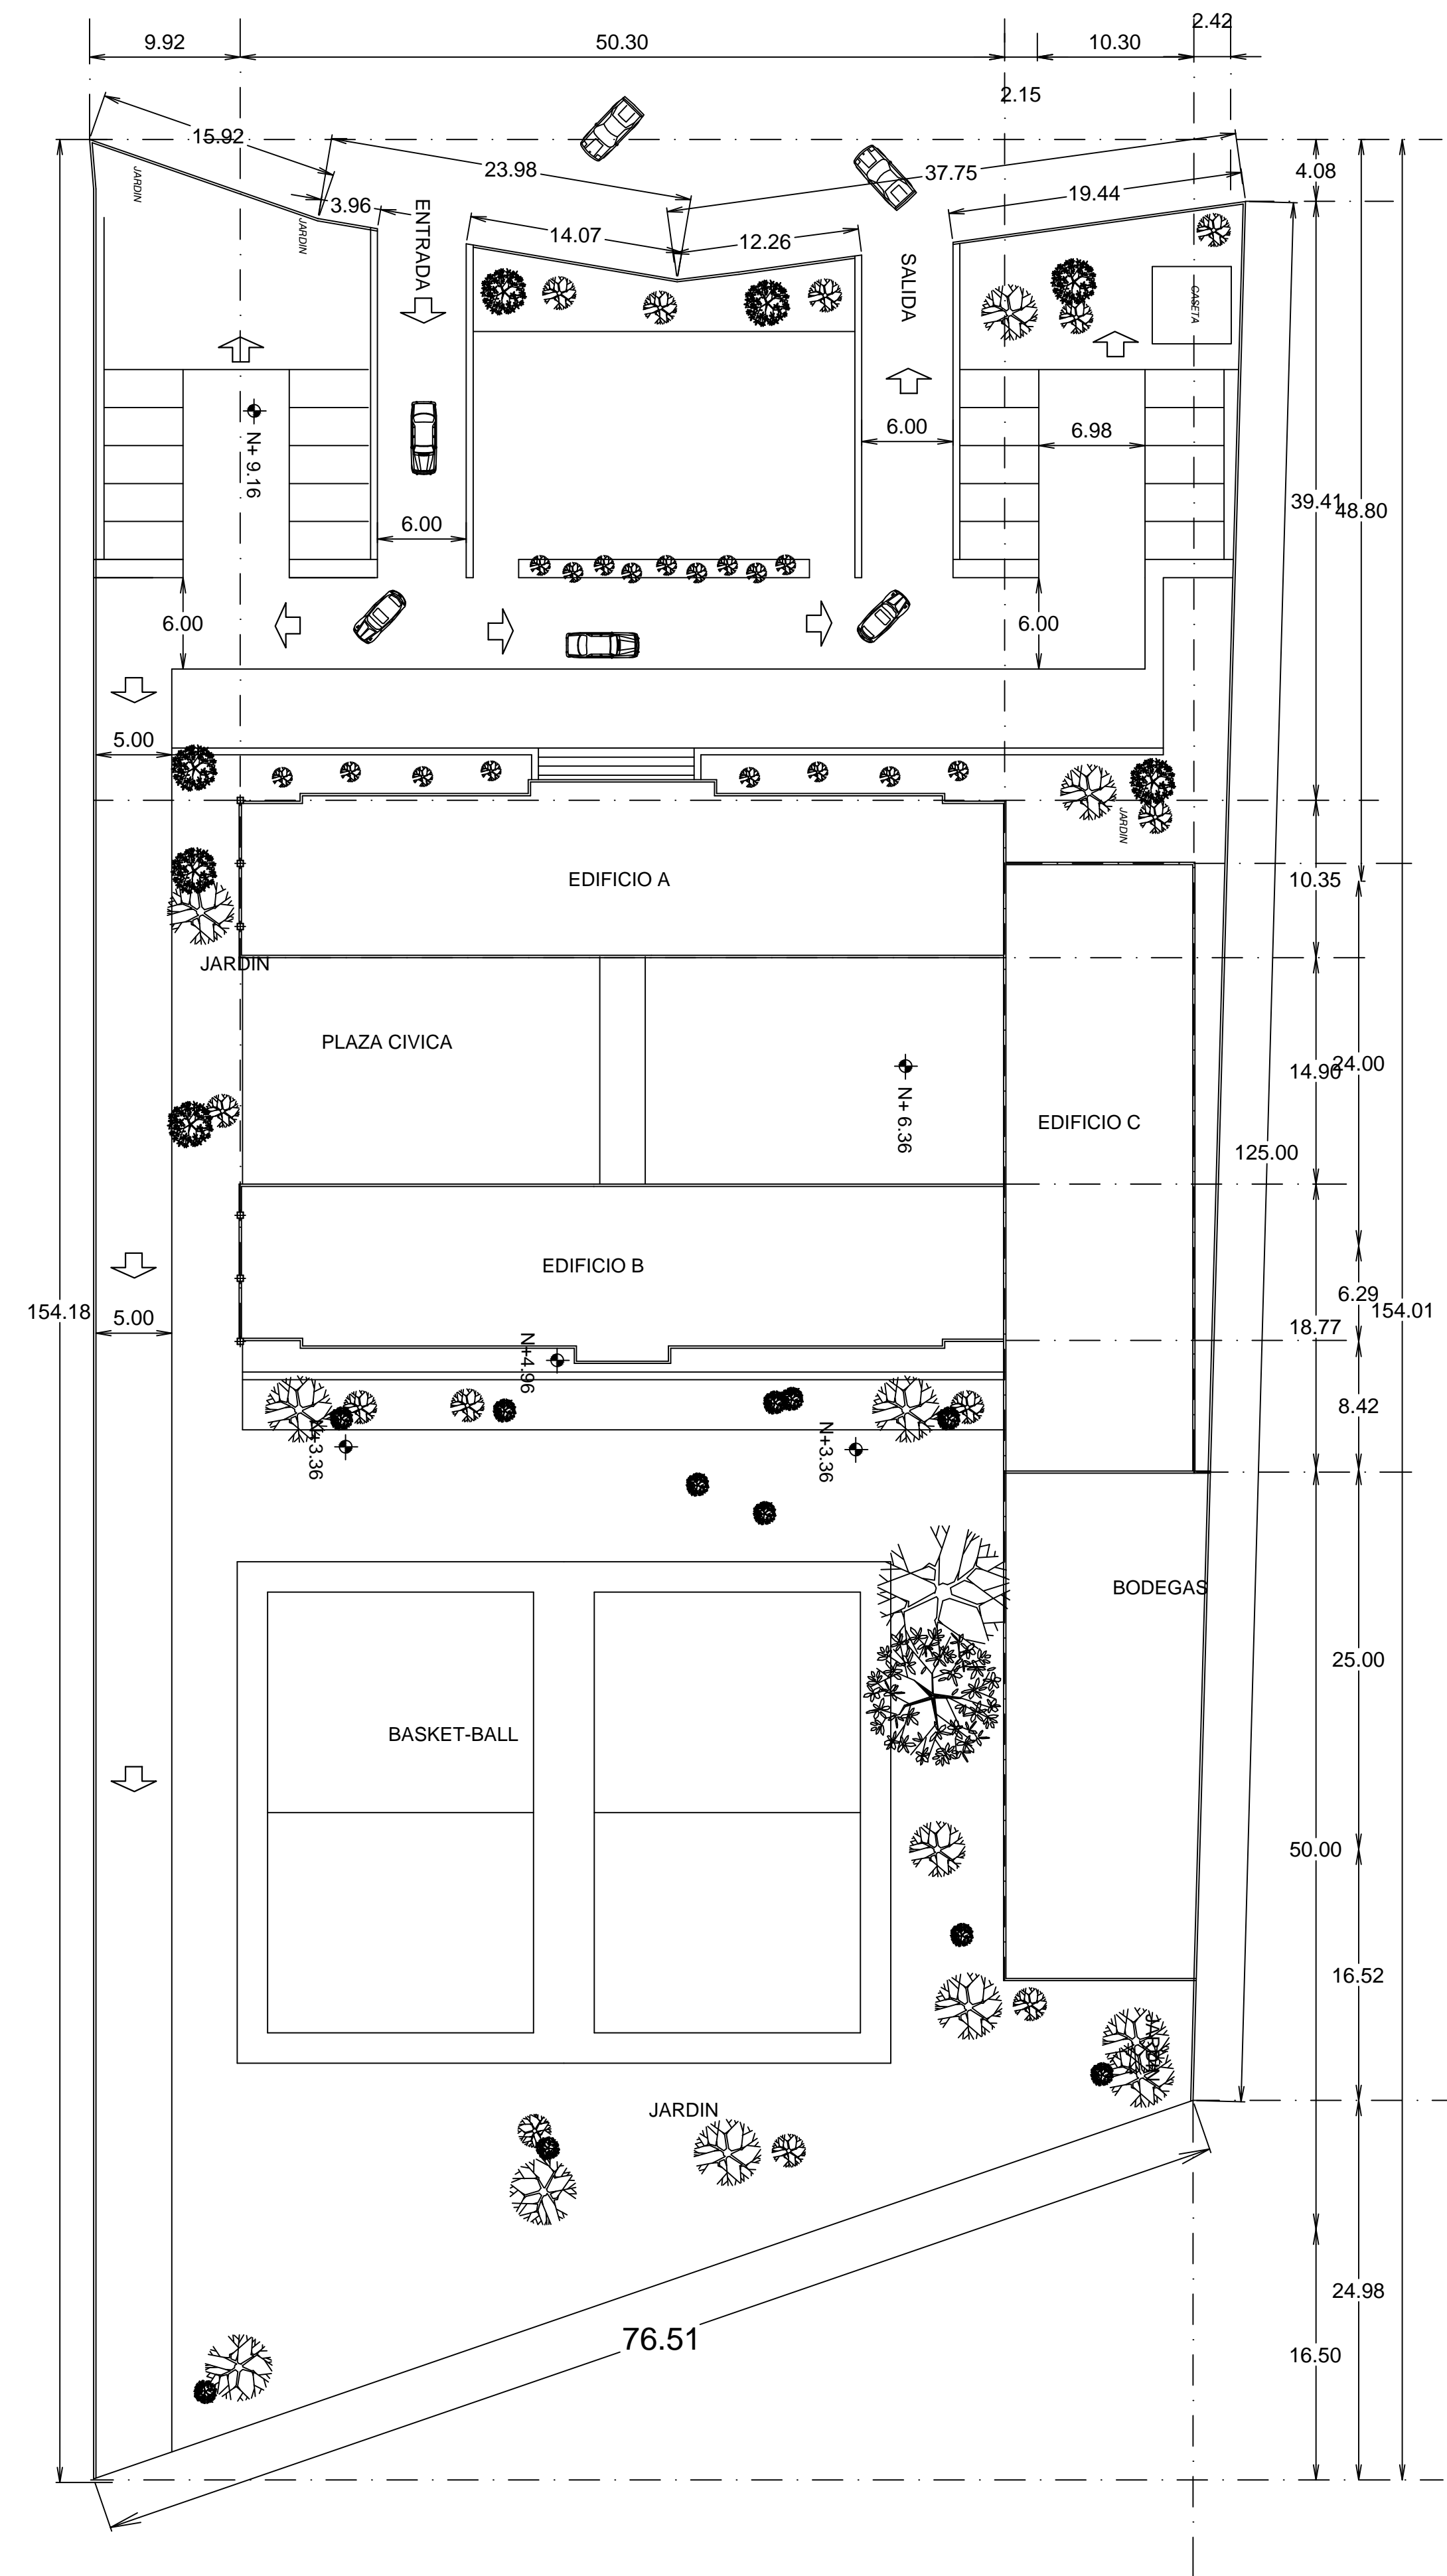 2.42
9.92
50.30
10.30
2.15
15.92
23.98
37.75
4.08
JARDIN
3.96
ENTRADA
14.07
12.26
19.44
JARDIN
SALIDA
CASETA
N+ 9.16
6.00
6.98
39.41
48.80
6.00
6.00
6.00
5.00
JARDIN
EDIFICIO A
10.35
JARDIN
PLAZA CIVICA
14.90
24.00
N+ 6.36
EDIFICIO C
125.00
EDIFICIO B
6.29
154.18
5.00
18.77
154.01
N+4.96
8.42
N+3.36
N+3.36
BODEGAS
25.00
BASKET-BALL
50.00
16.52
JARDIN
JARDIN
24.98
76.51
16.50